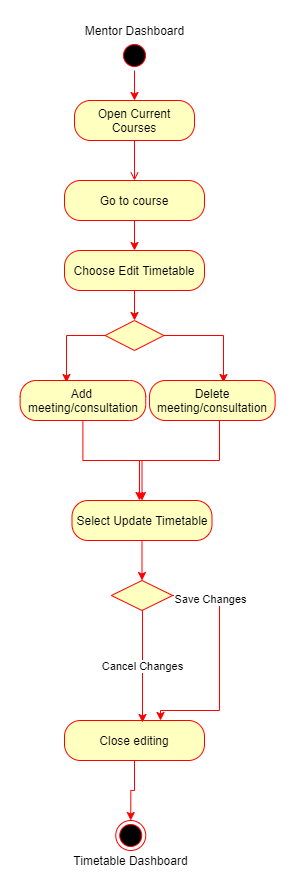 Mentor Dashboard
Open Current
Courses
Go to course
Choose Edit Timetable
Add
meeting/consultation
Delete
meeting/consultation
Select Update Timetable
Save Changes
Cancel Changes
Close editing
Timetable Dashboard